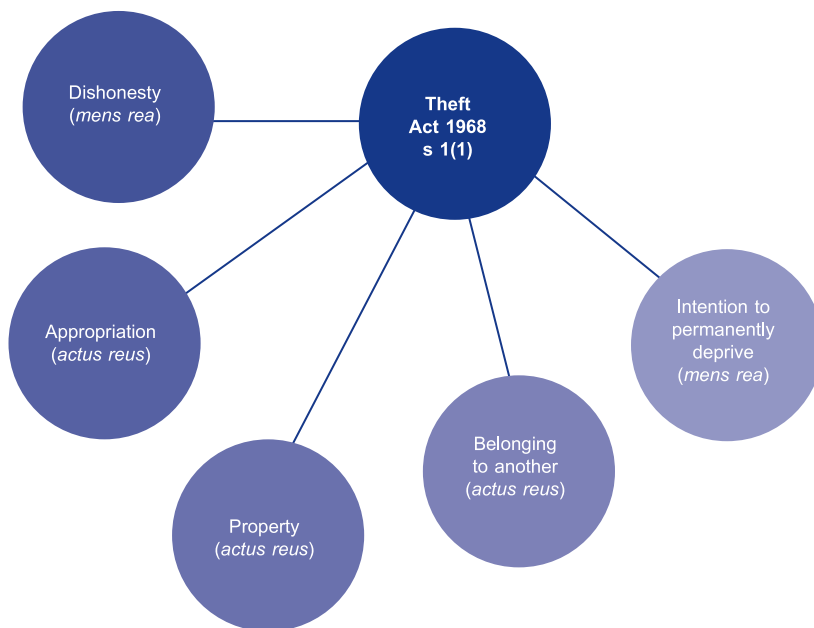 Theft
Act 1968
s 1(1)
Dishonesty
(mens rea)
Appropriation
(actus reus)
Property
(actus reus)
Belonging
to another
(actus reus)
Intention to
permanently
deprive
(mens rea)